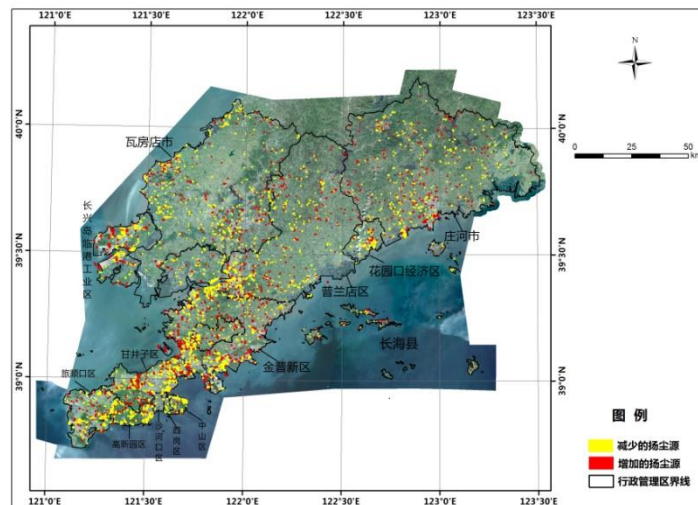 121°0'E 121°30'E 122°0'E 122°30'E 123°0'E 123°30'E
N
0 25 50
km
40°0'N
40°0'N
瓦房店市
长兴岛临港工业区
39°30'N
39°30'N
庄河市
花园口经济区
普兰店区
长海县
甘井子区
金普新区
旅顺口区
39°0'N
39°0'N
高新园区
沙河口区
西岗区
中山区
图 例
减少的扬尘源
增加的扬尘源
行政管理区界线
121°0'E 121°30'E 122°0'E 122°30'E 123°0'E 123°30'E